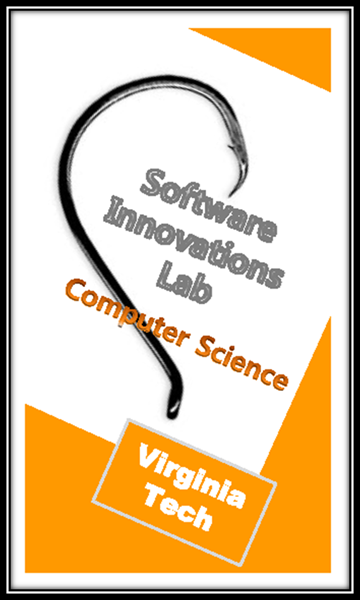 Software
Innovations
Lab
Computer Science
Virginia
Tech